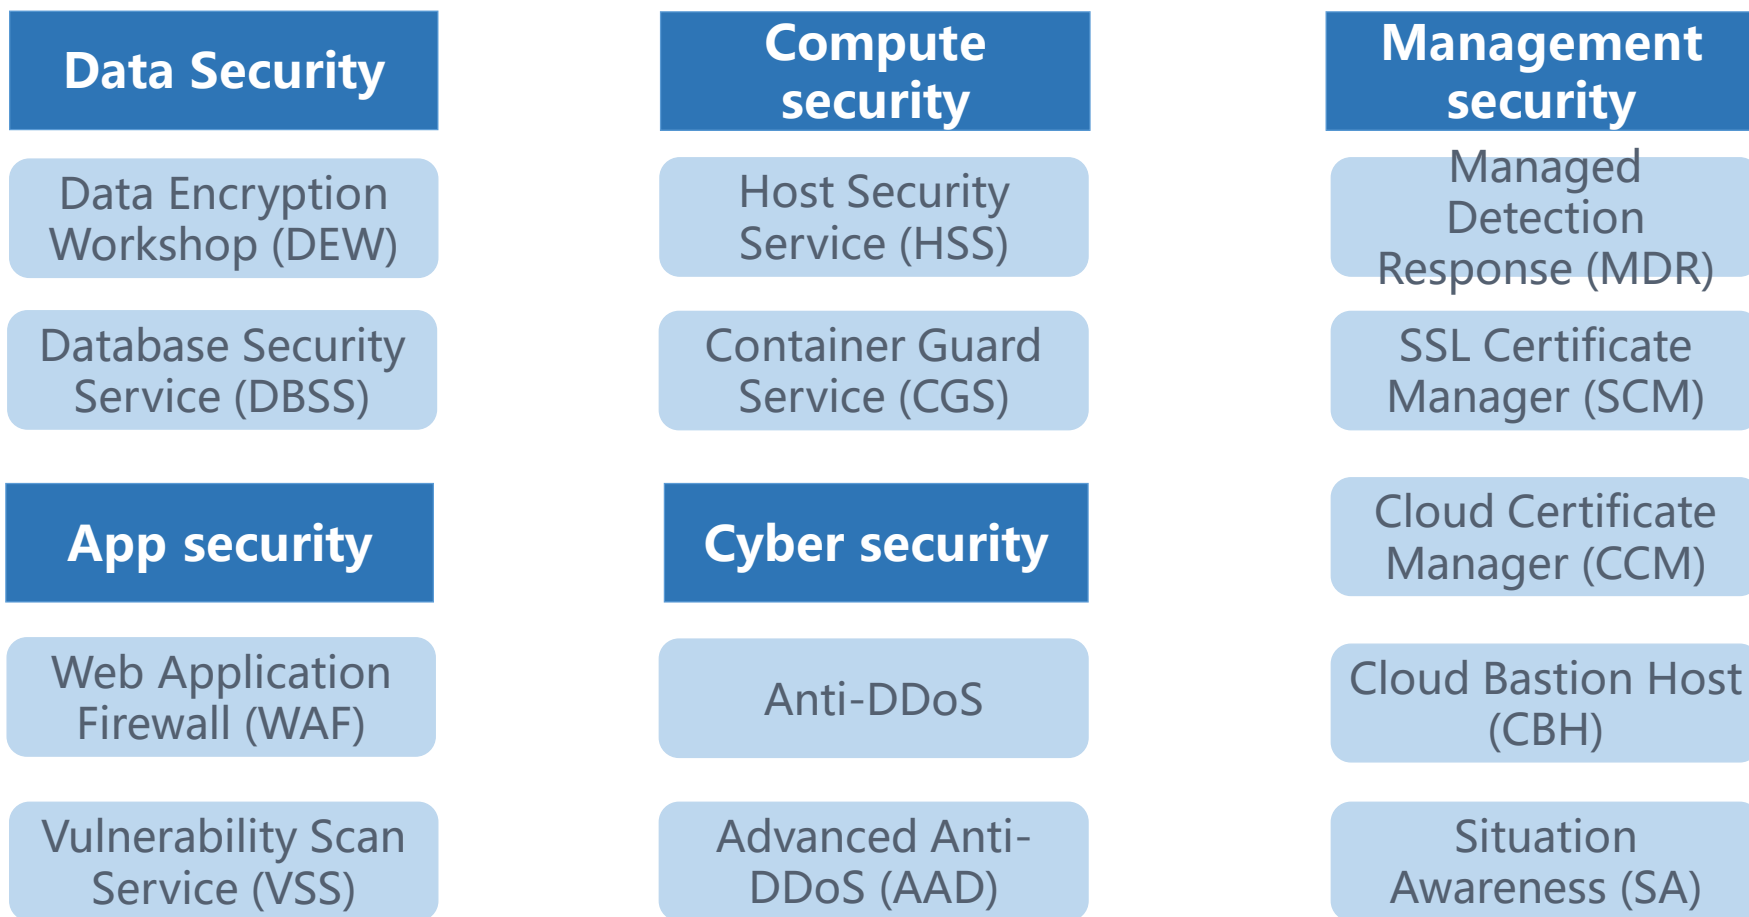 Data Security
Data Encryption
Workshop (DEW)
Database Security
Service (DBSS)
App security
Web Application
Firewall (WAF)
Vulnerability Scan
Service (VSS)
Compute
security
Host Security
Service (HSS)
Container Guard
Service (CGS)
Cyber security
Anti-DDoS
Advanced Anti-
DDoS (AAD)
Management
security
Managed
Detection
Response (MDR)
SSL Certificate
Manager (SCM)
Cloud Certificate
Manager (CCM)
Cloud Bastion Host
(CBH)
Situation
Awareness (SA)